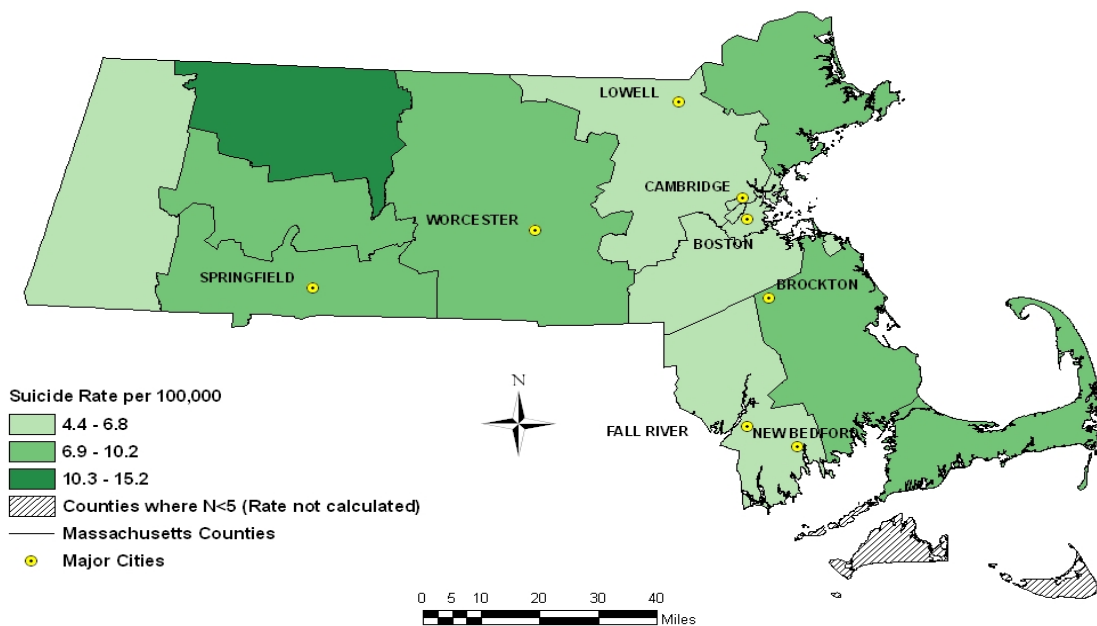 LOWELL
CAMBRIDGE
WORCESTER
BOSTON
SPRINGFIELD
BROCKTON
N
FALL RIVER
NEW BEDFORD
Suicide Rate per 100,000
4.4 - 6.8
6.9 - 10.2
10.3 - 15.2
Counties where N<5 (Rate not calculated)
Massachusetts Counties
Major Cities
0 5 10 20 30 40
Miles